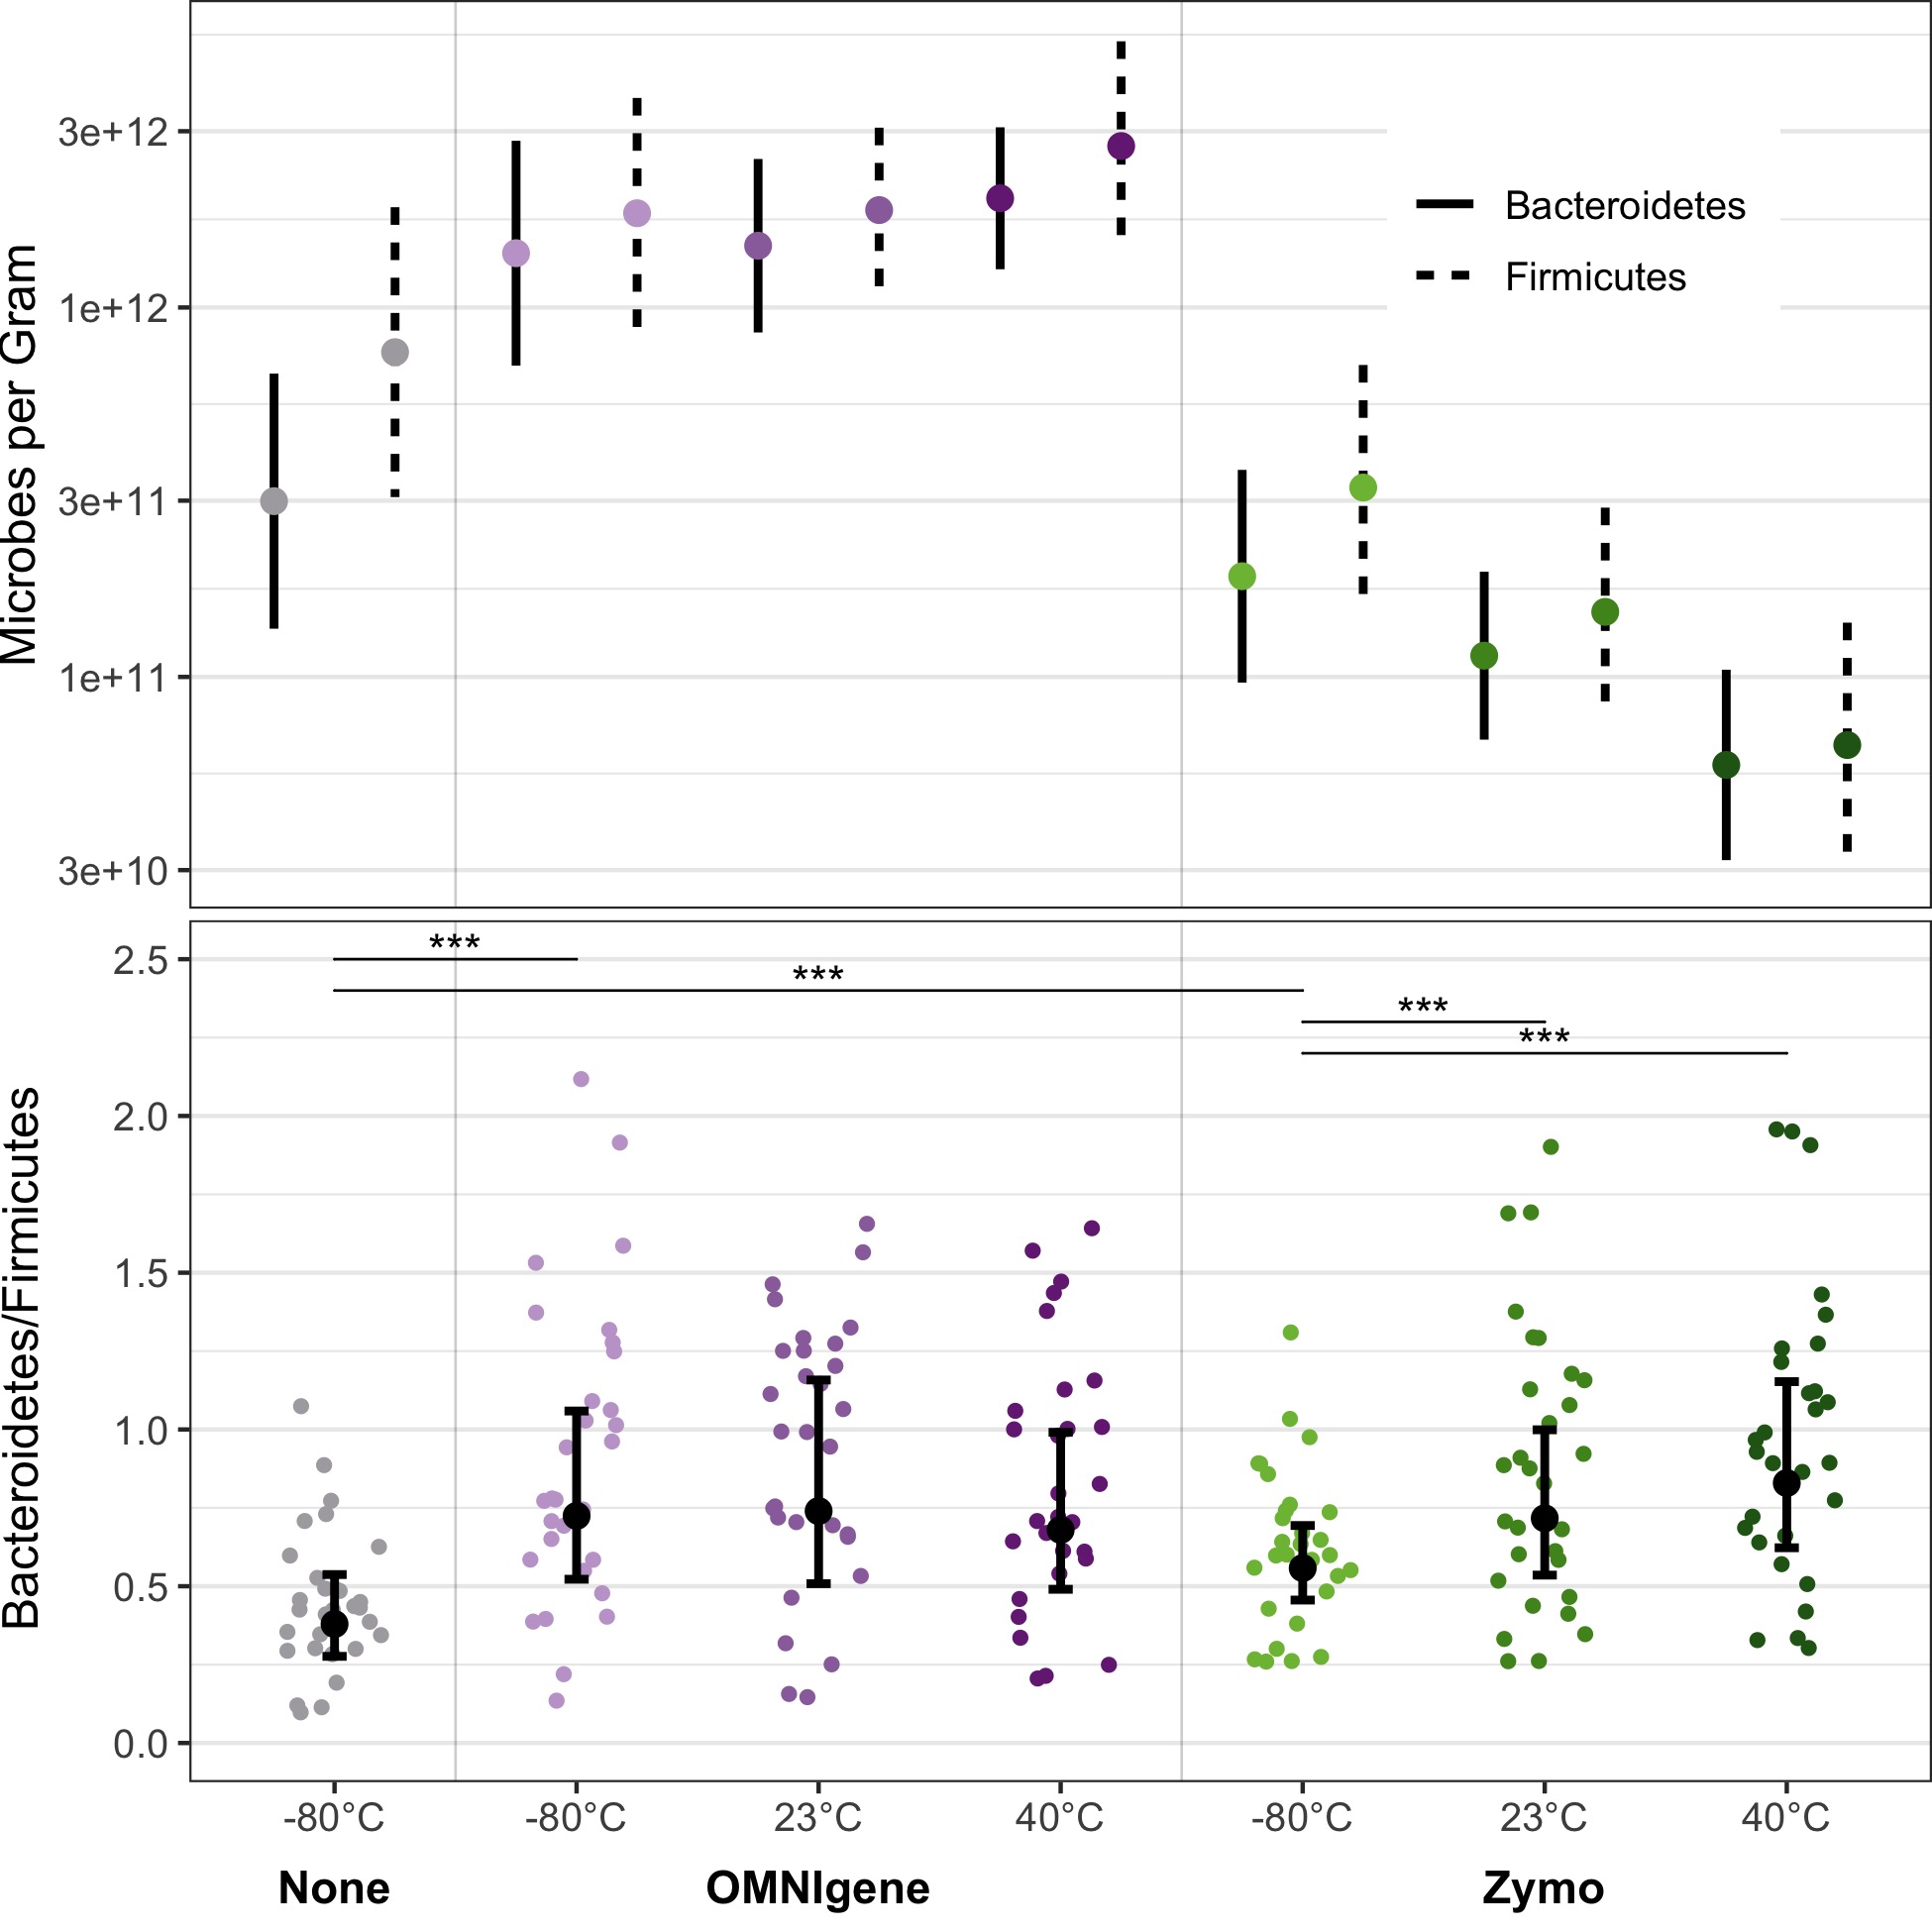 Microbes per Gram
3e+12
1e+12
3e+11
1e+11
3e+10
Bacteroidetes
Firmicutes
Bacteroidetes/Firmicutes
2.5
2.0
1.5
1.0
0.5
0.0
***
***
***
***
-80°C -80°C 23°C 40°C -80°C 23°C 40°C
None OMNIgene Zymo